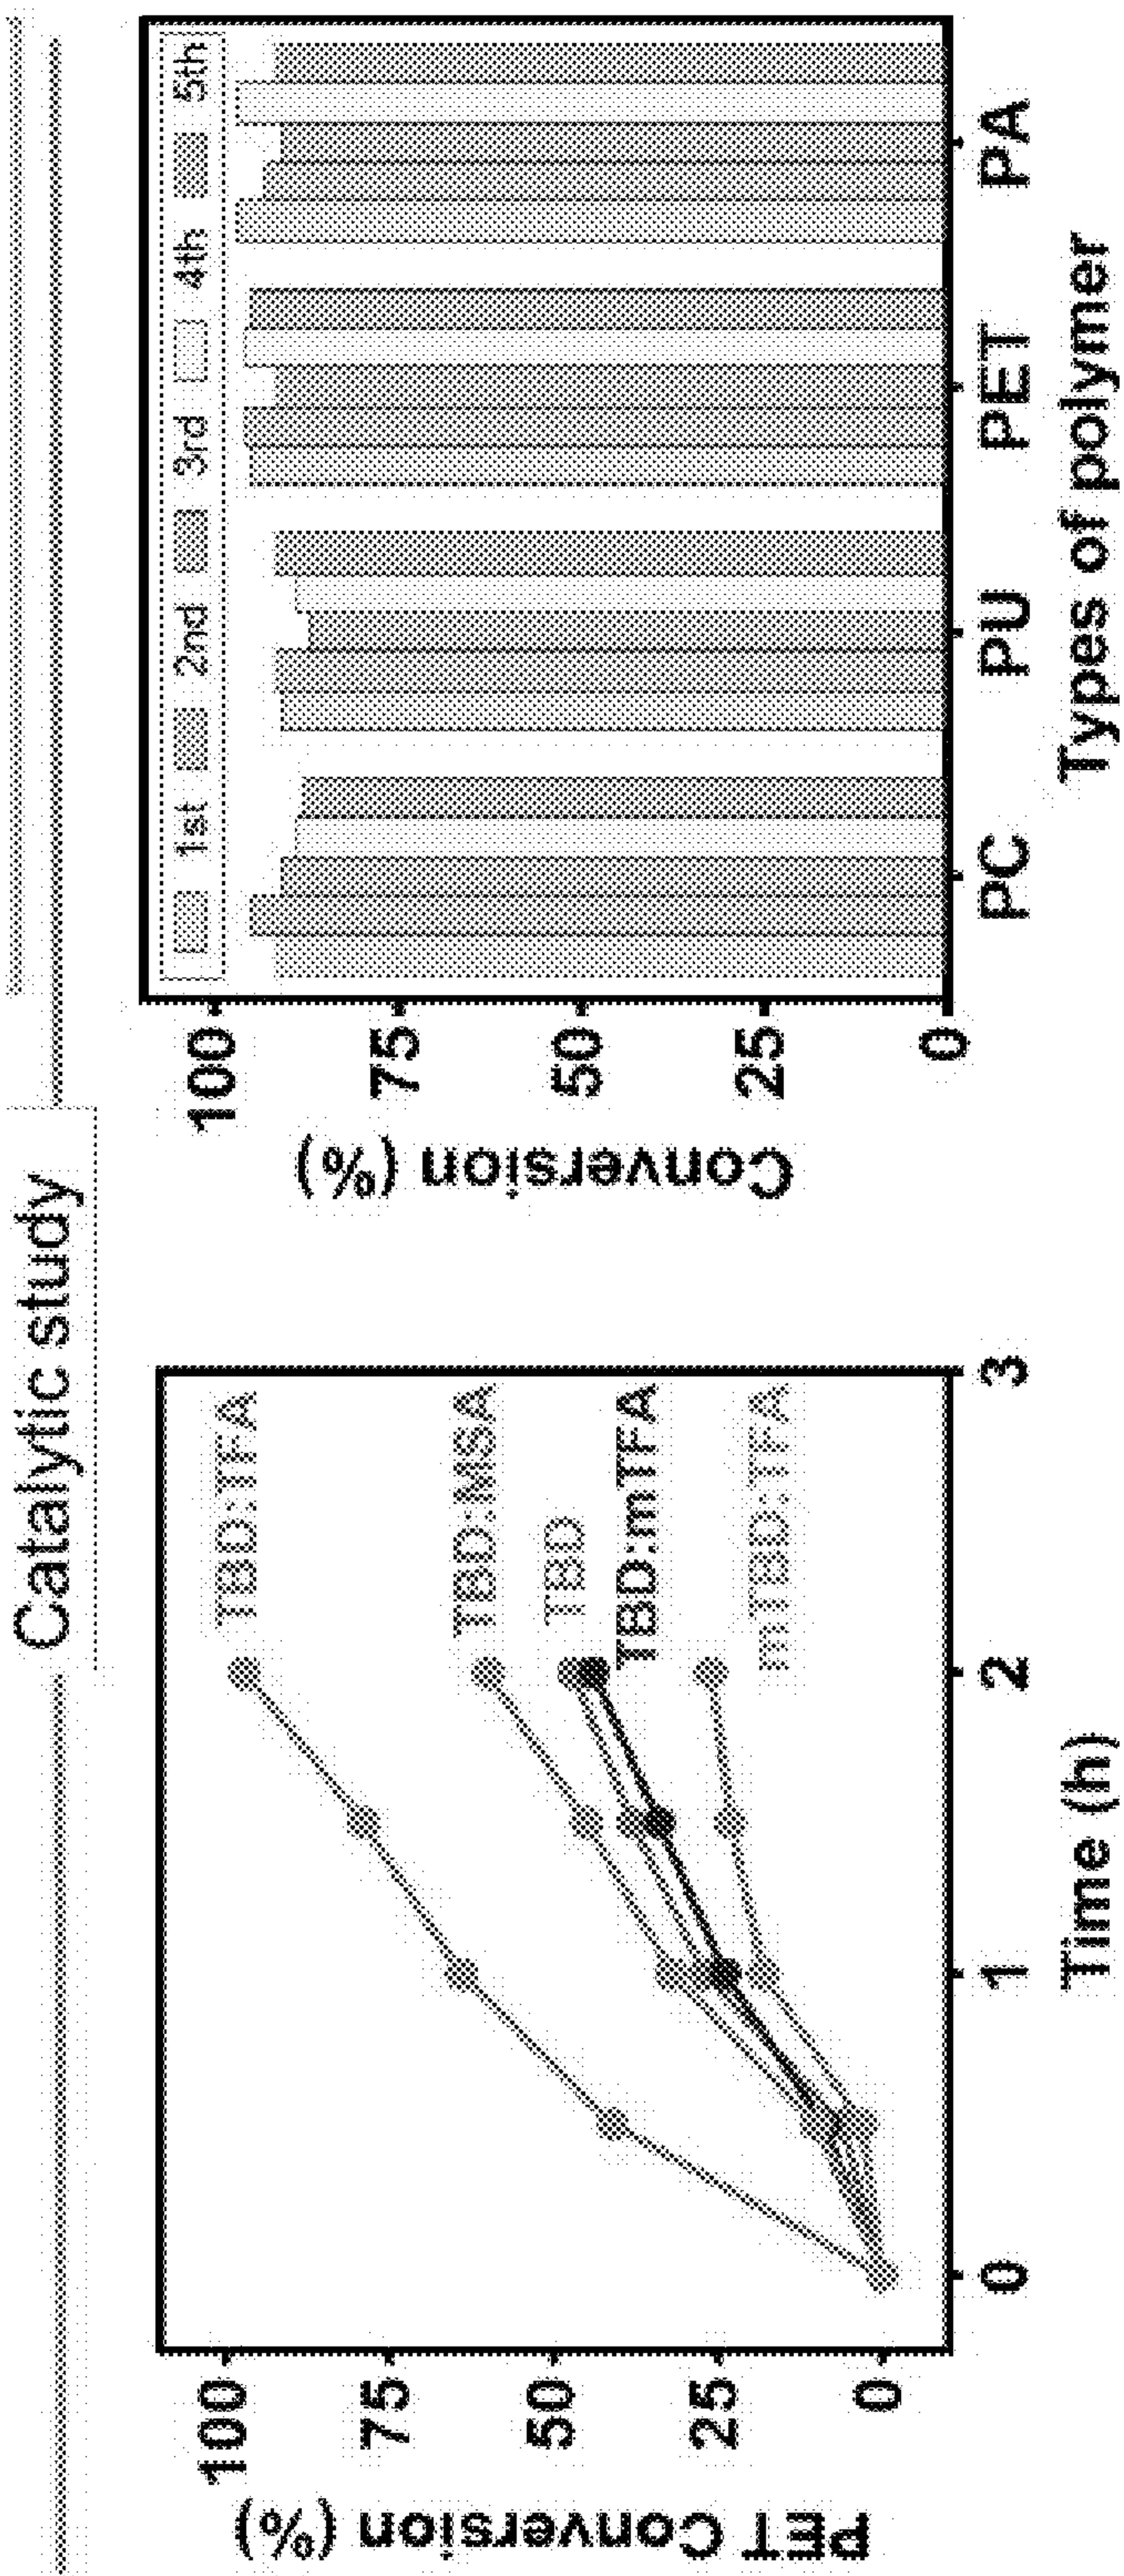 Catalytic study
PET Conversion (%)
100
75
50
25
0
TBD:TFA
TBD:MSA
TBD
TBD:mTFA
mTBD:TFA
0 1 2 3
Time (h)
Conversion (%)
100
75
50
25
0
1st 2nd 3rd 4th 5th
PC PU PET PA
Types of polymer